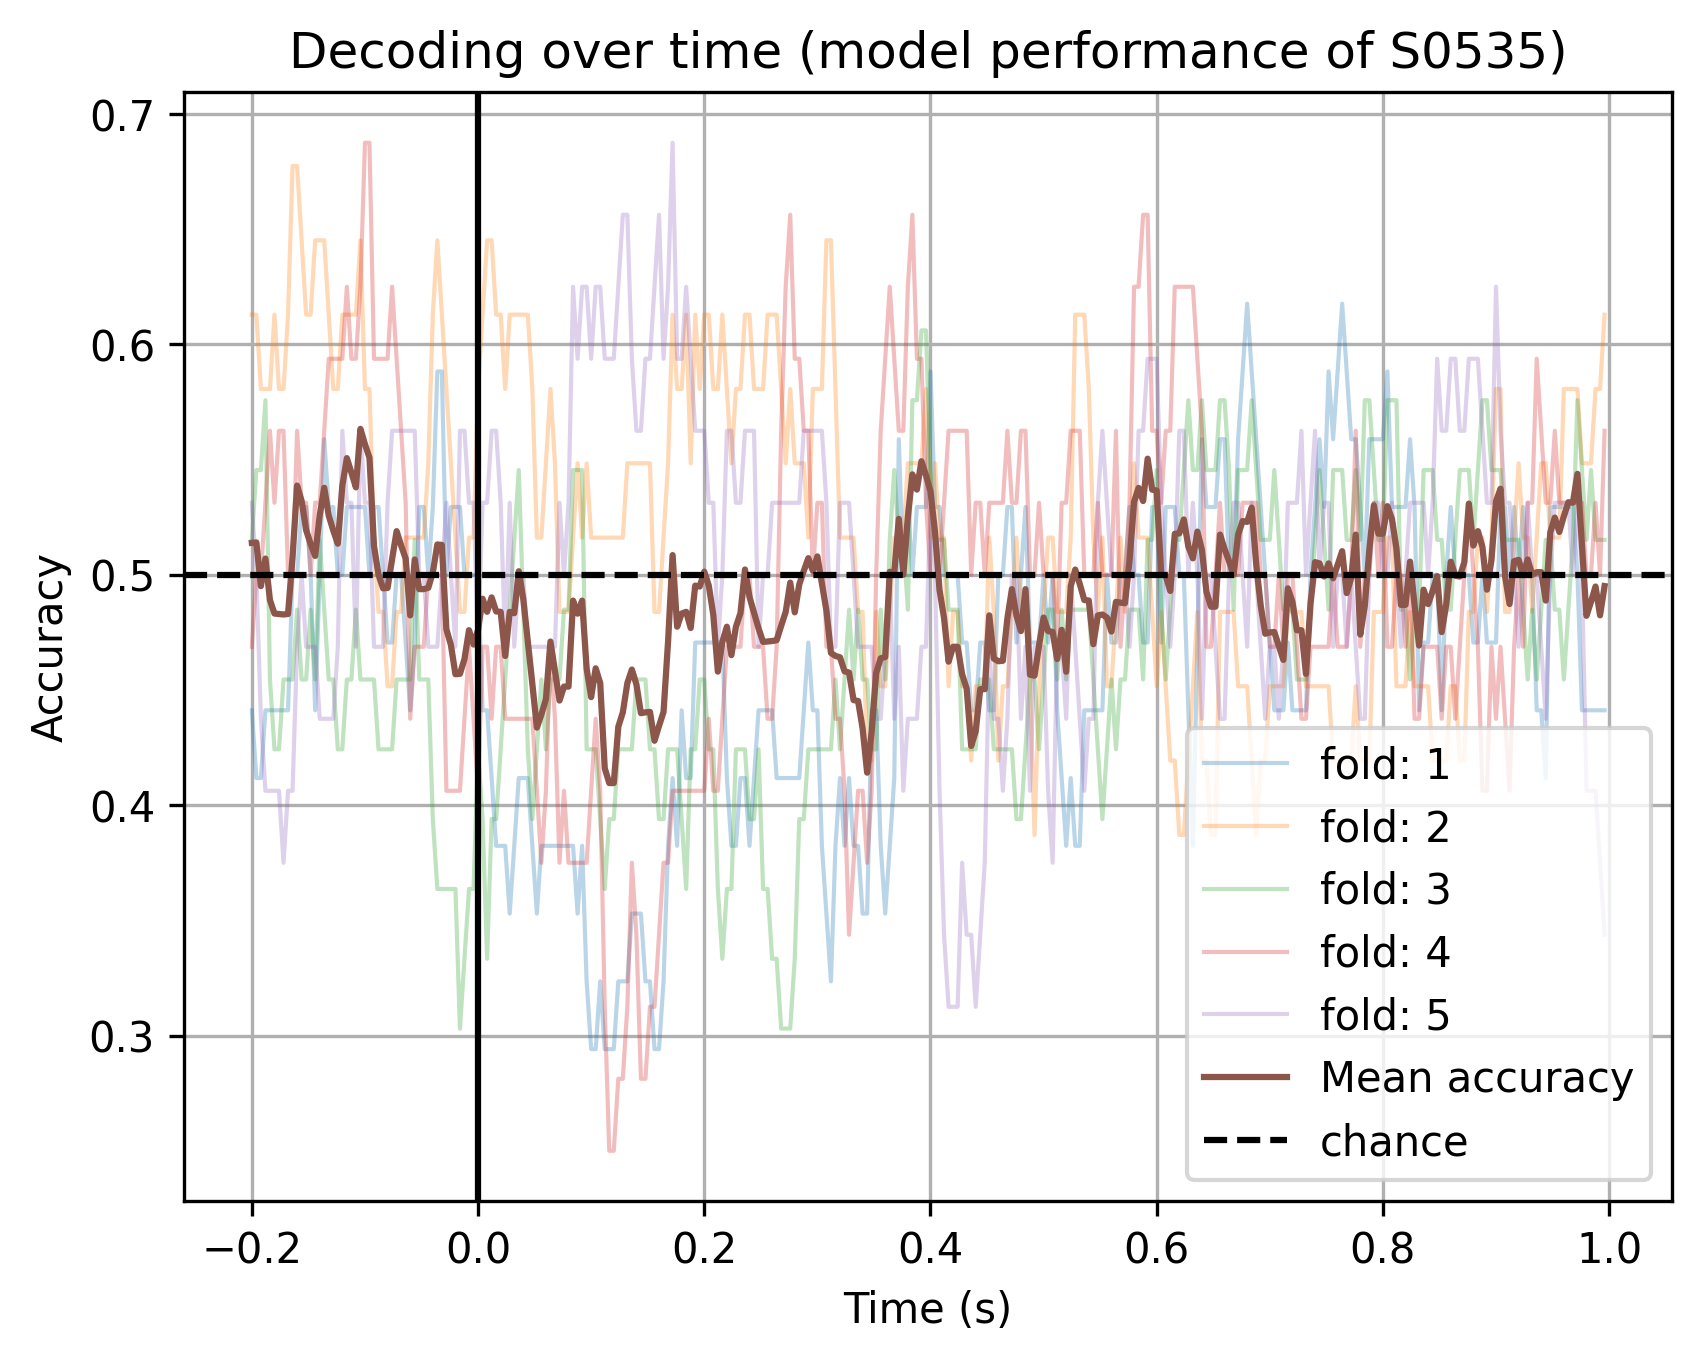 Decoding over time (model performance of S0535)
0.7
0.6
0.5
0.4
0.3
Accuracy
fold: 1
fold: 2
fold: 3
fold: 4
fold: 5
Mean accuracy
chance
−0.2 0.0 0.2 0.4 0.6 0.8 1.0
Time (s)